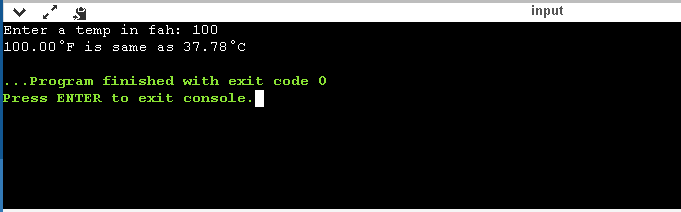 input
Enter a temp in fah: 100
100.00°F is same as 37.78°C
...Program finished with exit code 0
Press ENTER to exit console.